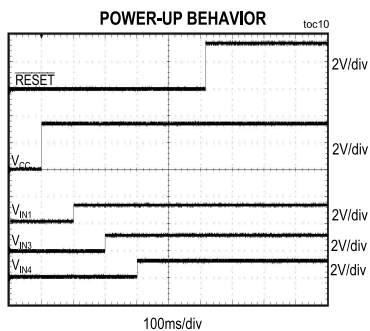 POWER-UP BEHAVIOR
toc10
RESET
2V/div
VCC
2V/div
VIN1
2V/div
VIN3
2V/div
VIN4
2V/div
100ms/div